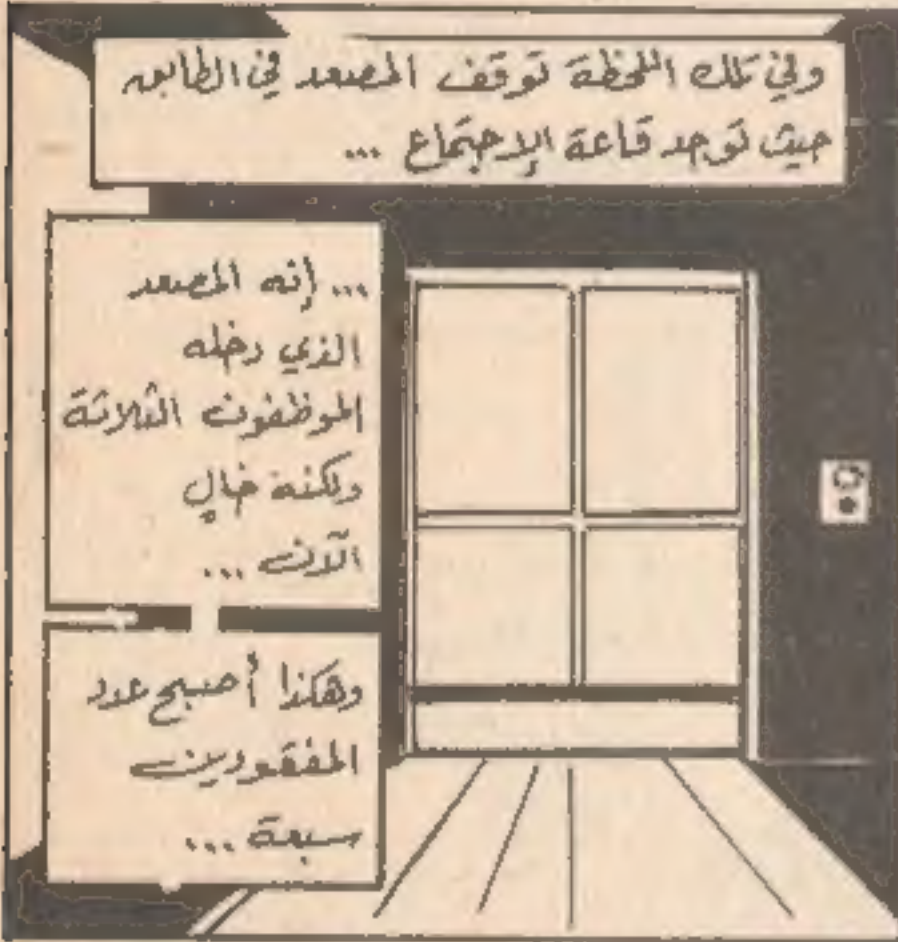 وفي تلك اللحظة توقف المصعد في الطابق
حيث توجد قاعة الإجتماع ...
... إنه المصعد
الذي دخله
الموظفون الثلاثة
ولكنه خالٍ
الآن ...
وهكذا أصبح عدد
المفقودين
سبعة ...